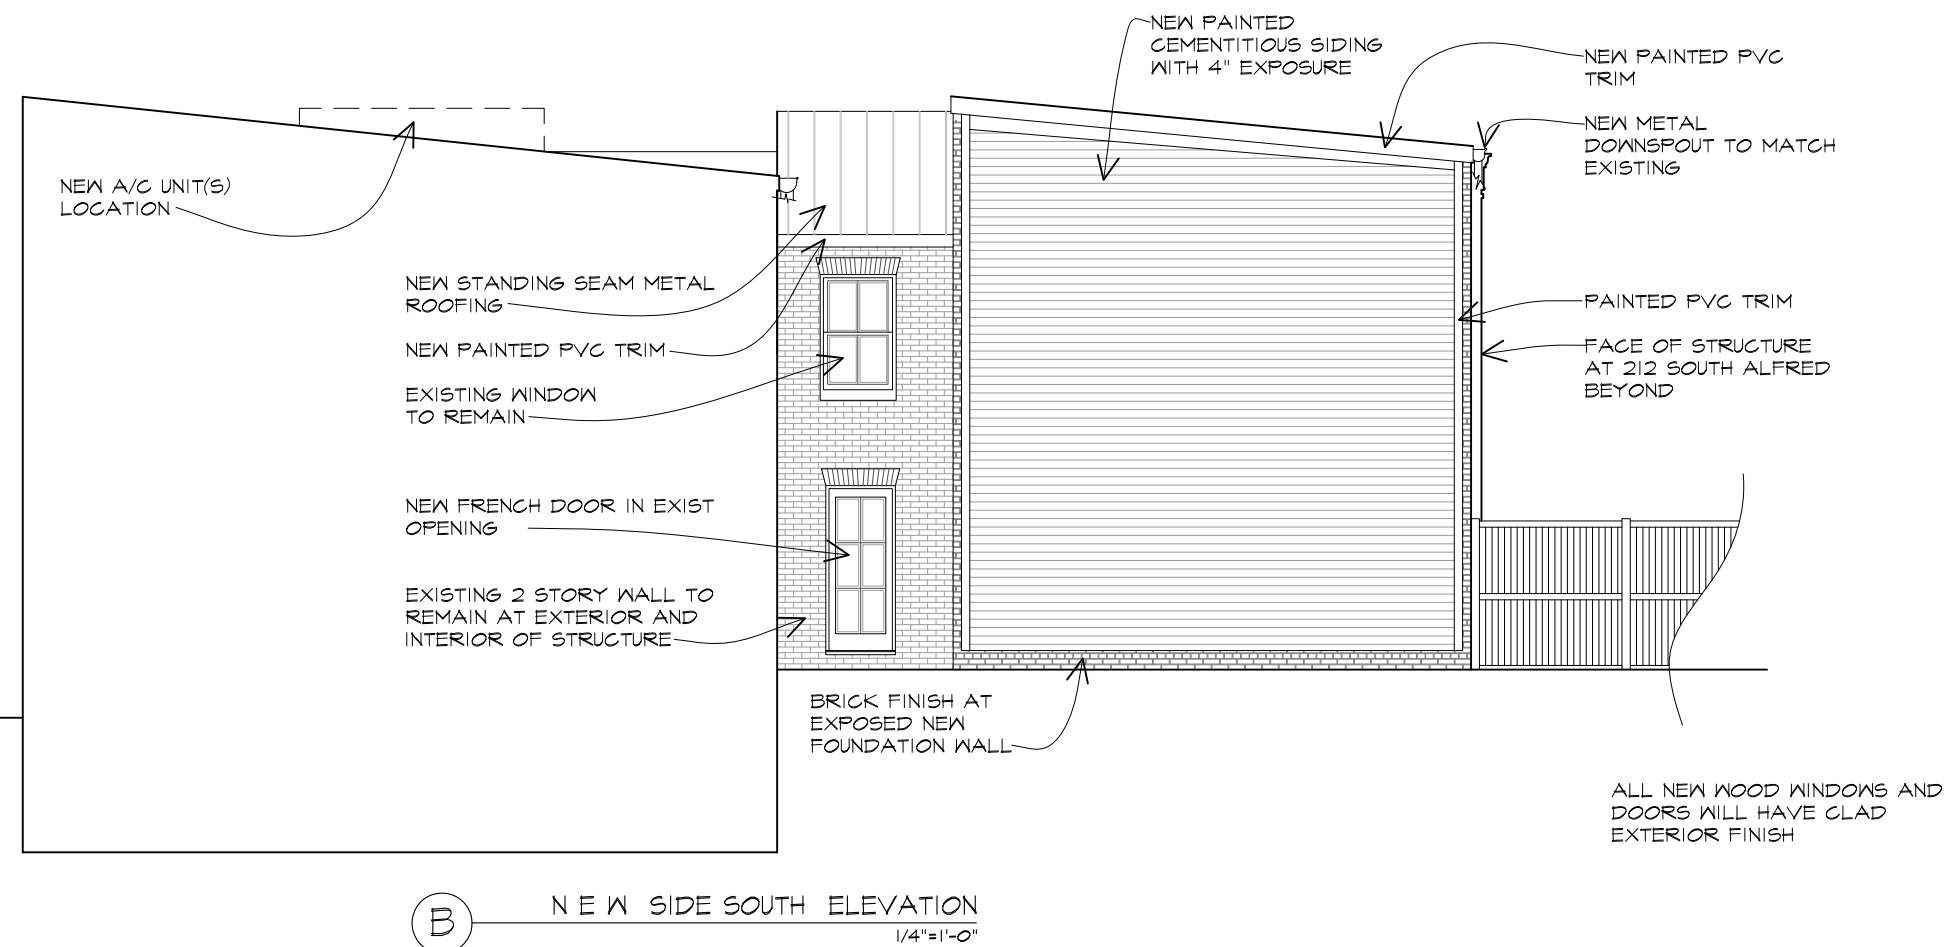 NEW PAINTED
CEMENTITIOUS SIDING
WITH 4" EXPOSURE
NEW PAINTED PVC
TRIM
NEW METAL
DOWNSPOUT TO MATCH
EXISTING
NEW A/C UNIT(S)
LOCATION
NEW STANDING SEAM METAL
ROOFING
NEW PAINTED PVC TRIM
EXISTING WINDOW
TO REMAIN
PAINTED PVC TRIM
FACE OF STRUCTURE
AT 212 SOUTH ALFRED
BEYOND
NEW FRENCH DOOR IN EXIST
OPENING
EXISTING 2 STORY WALL TO
REMAIN AT EXTERIOR AND
INTERIOR OF STRUCTURE
BRICK FINISH AT
EXPOSED NEW
FOUNDATION WALL
ALL NEW WOOD WINDOWS AND
DOORS WILL HAVE CLAD
EXTERIOR FINISH
B
NEW SIDE SOUTH ELEVATION
1/4"=1'-0"